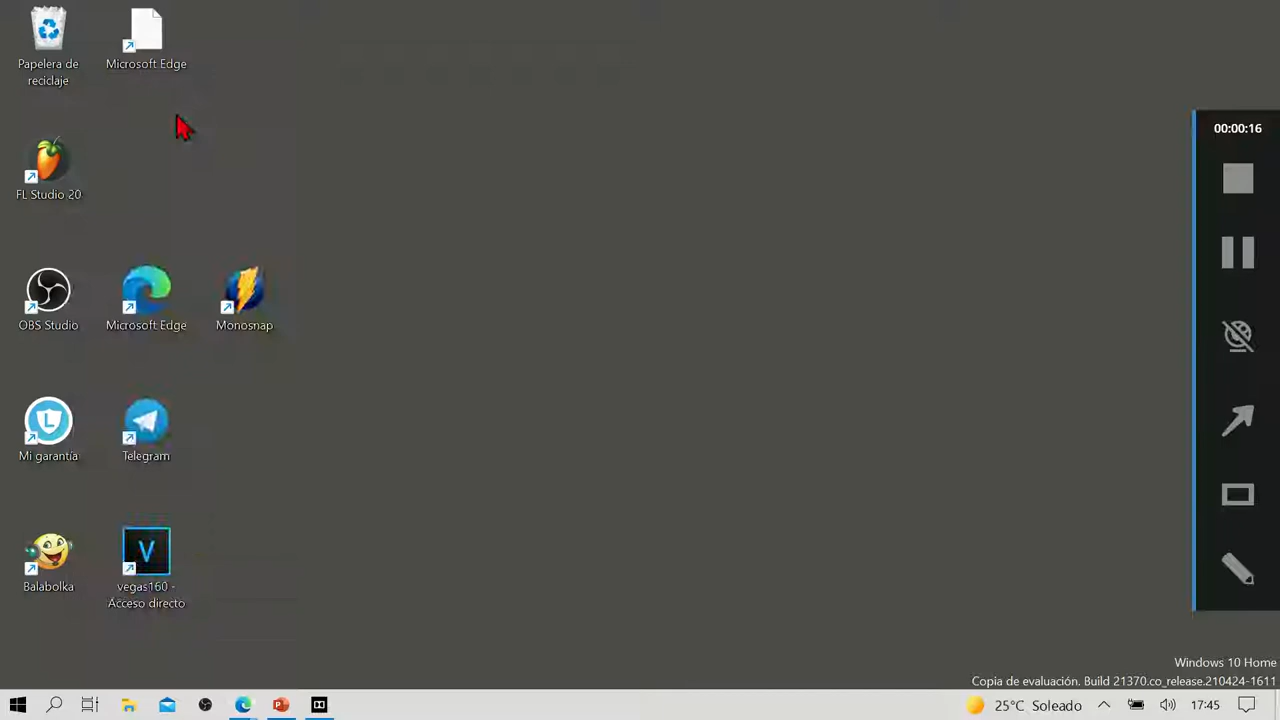 Papelera de
reciclaje
Microsoft Edge
FL Studio 20
OBS Studio
Microsoft Edge
Monosnap
Mi garantía
Telegram
Balabolka
vegas160 -
Acceso directo
00:00:16
Windows 10 Home
Copia de evaluación. Build 21370.co_release.210424-1611
25°C Soleado
17:45